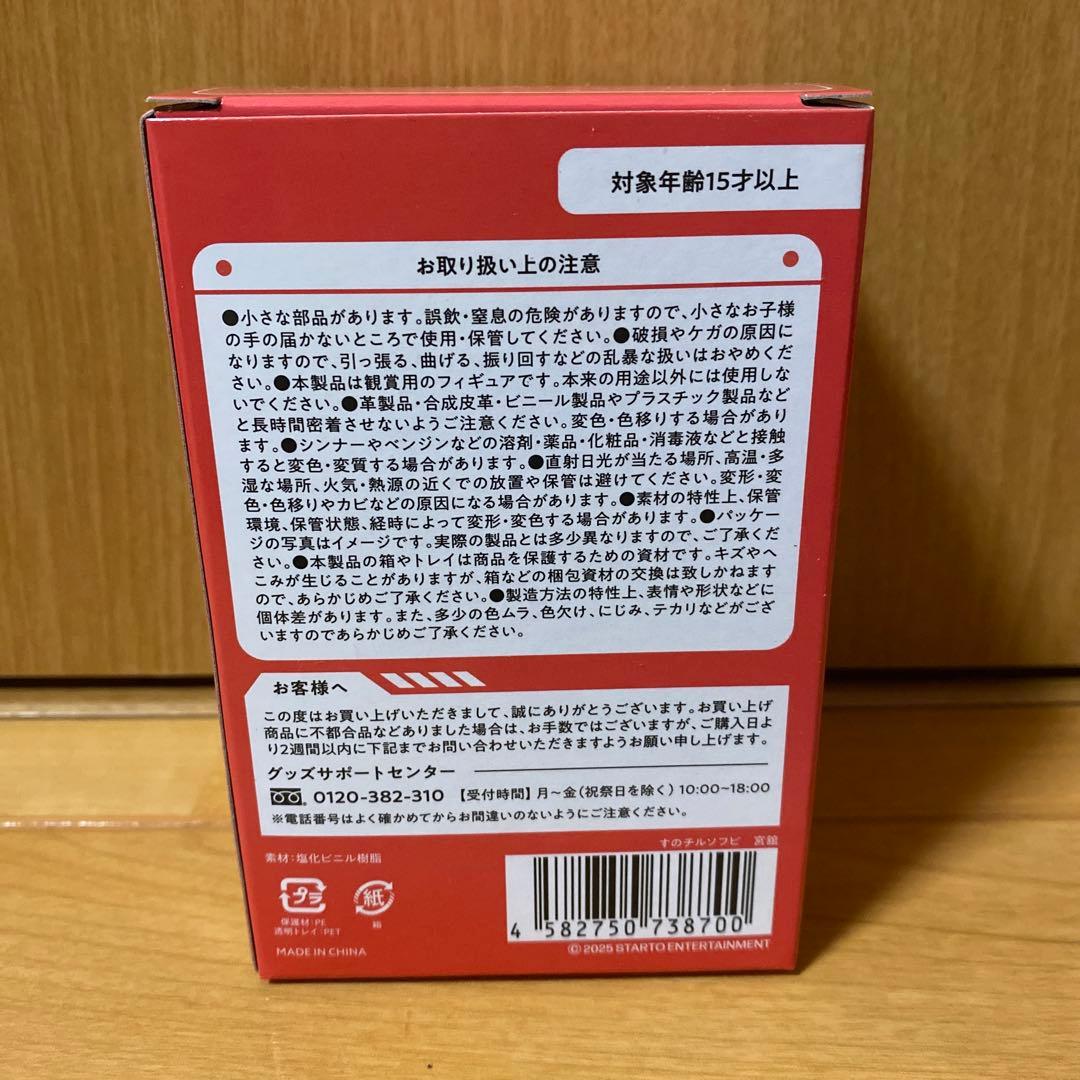 対象年齢15才以上
お取り扱い上の注意
●小さな部品があります。誤飲・窒息の危険がありますので、小さなお子様
の手の届かないところで使用・保管してください。●破損やケガの原因に
なりますので、引っ張る、曲げる、振り回すなどの乱暴な扱いはおやめくだ
さい。●本製品は観賞用のフィギュアです。本来の用途以外には使用しな
いでください。●革製品・合成皮革・ビニール製品やプラスチック製品など
と長時間密着させないようご注意ください。変色・色移りする場合があり
ます。●シンナーやベンジンなどの溶剤・薬品・化粧品・消毒液などと接触
すると変色・変質する場合があります。●直射日光が当たる場所、高温・多
湿な場所、火気・熱源の近くでの放置や保管は避けてください。変形・変
色・色移りやカビなどの原因になる場合があります。●素材の特性上、保管
環境、保管状態、経時によって変形・変色する場合があります。●パッケー
ジの写真はイメージです。実際の製品とは多少異なりますので、ご了承くだ
さい。●本製品の箱やトレイは商品を保護するための資材です。キズやへ
こみが生じることがありますが、箱などの梱包資材の交換は致しかねます
ので、あらかじめご了承ください。●製造方法の特性上、表情や形状などに
個体差があります。また、多少の色ムラ、色欠け、にじみ、テカリなどがござ
いますのであらかじめご了承ください。
お客様へ
この度はお買い上げいただきまして、誠にありがとうございます。お買い上げ
商品に不都合品などありました場合は、お手数ではございますが、ご購入日よ
り2週間以内に下記までお問い合わせいただきますようお願い申し上げます。
グッズサポートセンター
0120-382-310 【受付時間】月~金(祝祭日を除く)10:00~18:00
※電話番号はよく確かめてからお間違いのないようにご注意ください。
すのチルソフビ 宮舘
素材:塩化ビニル樹脂
プラ
紙
保護材:PE
透明トレイ:PET
箱
MADE IN CHINA
4 582750 738700
©2025 STARTO ENTERTAINMENT